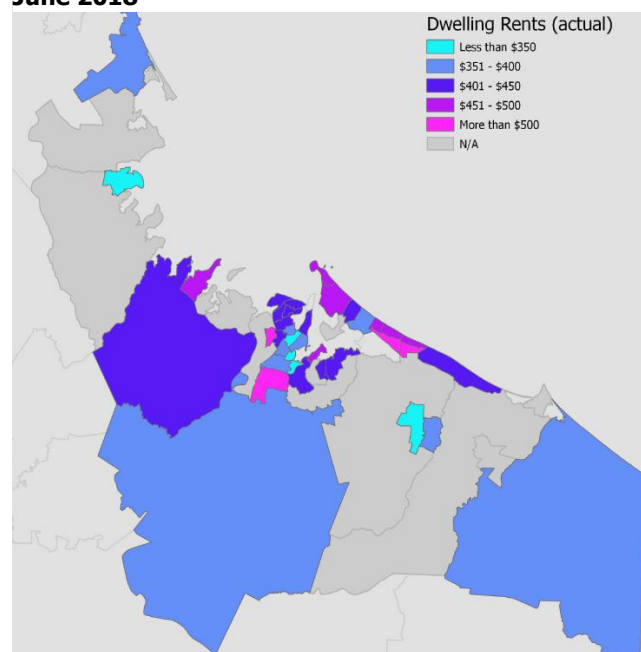 June 2018
Dwelling Rents (actual)
Less than $350
$351 - $400
$401 - $450
$451 - $500
More than $500
N/A